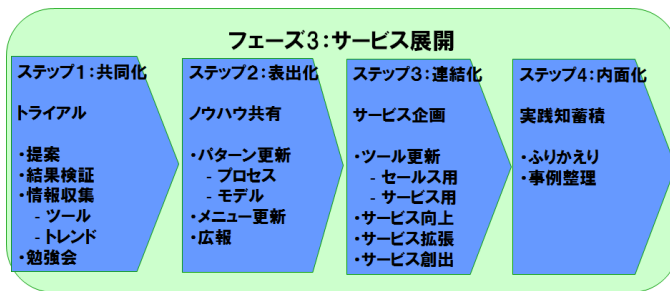 フェーズ3：サービス展開
ステップ1：共同化
トライアル
・提案
・結果検証
・情報収集
- ツール
- トレンド
・勉強会
ステップ2：表出化
ノウハウ共有
・パターン更新
- プロセス
- モデル
・メニュー更新
・広報
ステップ3：連結化
サービス企画
・ツール更新
- セールス用
- サービス用
・サービス向上
・サービス拡張
・サービス創出
ステップ4：内面化
実践知蓄積
・ふりかえり
・事例整理